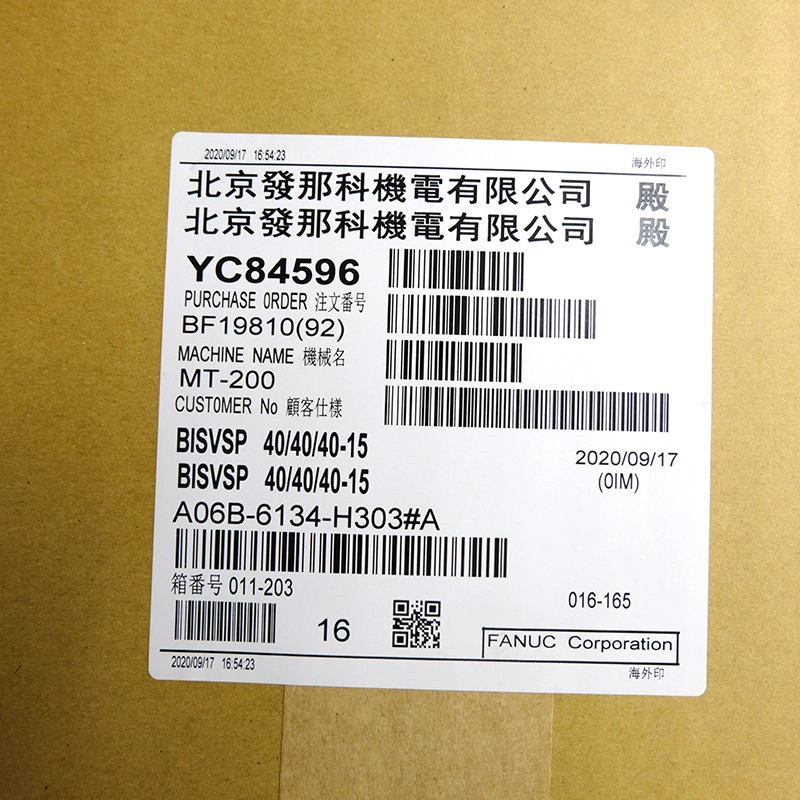 2020/09/17 16:54:23 海外印
北京發那科機電有限公司 殿
北京發那科機電有限公司 殿
YC84596
PURCHASE ORDER 注文番号
BF19810(92)
MACHINE NAME 機械名
MT-200
CUSTOMER No 顧客仕様
BISVSP 40/40/40-15
2020/09/17
BISVSP 40/40/40-15
(0IM)
A06B-6134-H303#A
箱番号 011-203
016-165
16
FANUC Corporation
2020/09/17 16:54:23 海外印